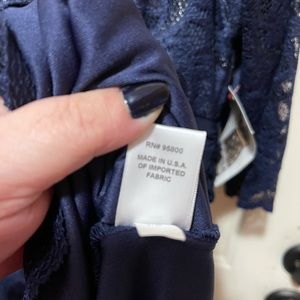 RN# 95800
MADE IN U.S.A.
OF IMPORTED
FABRIC